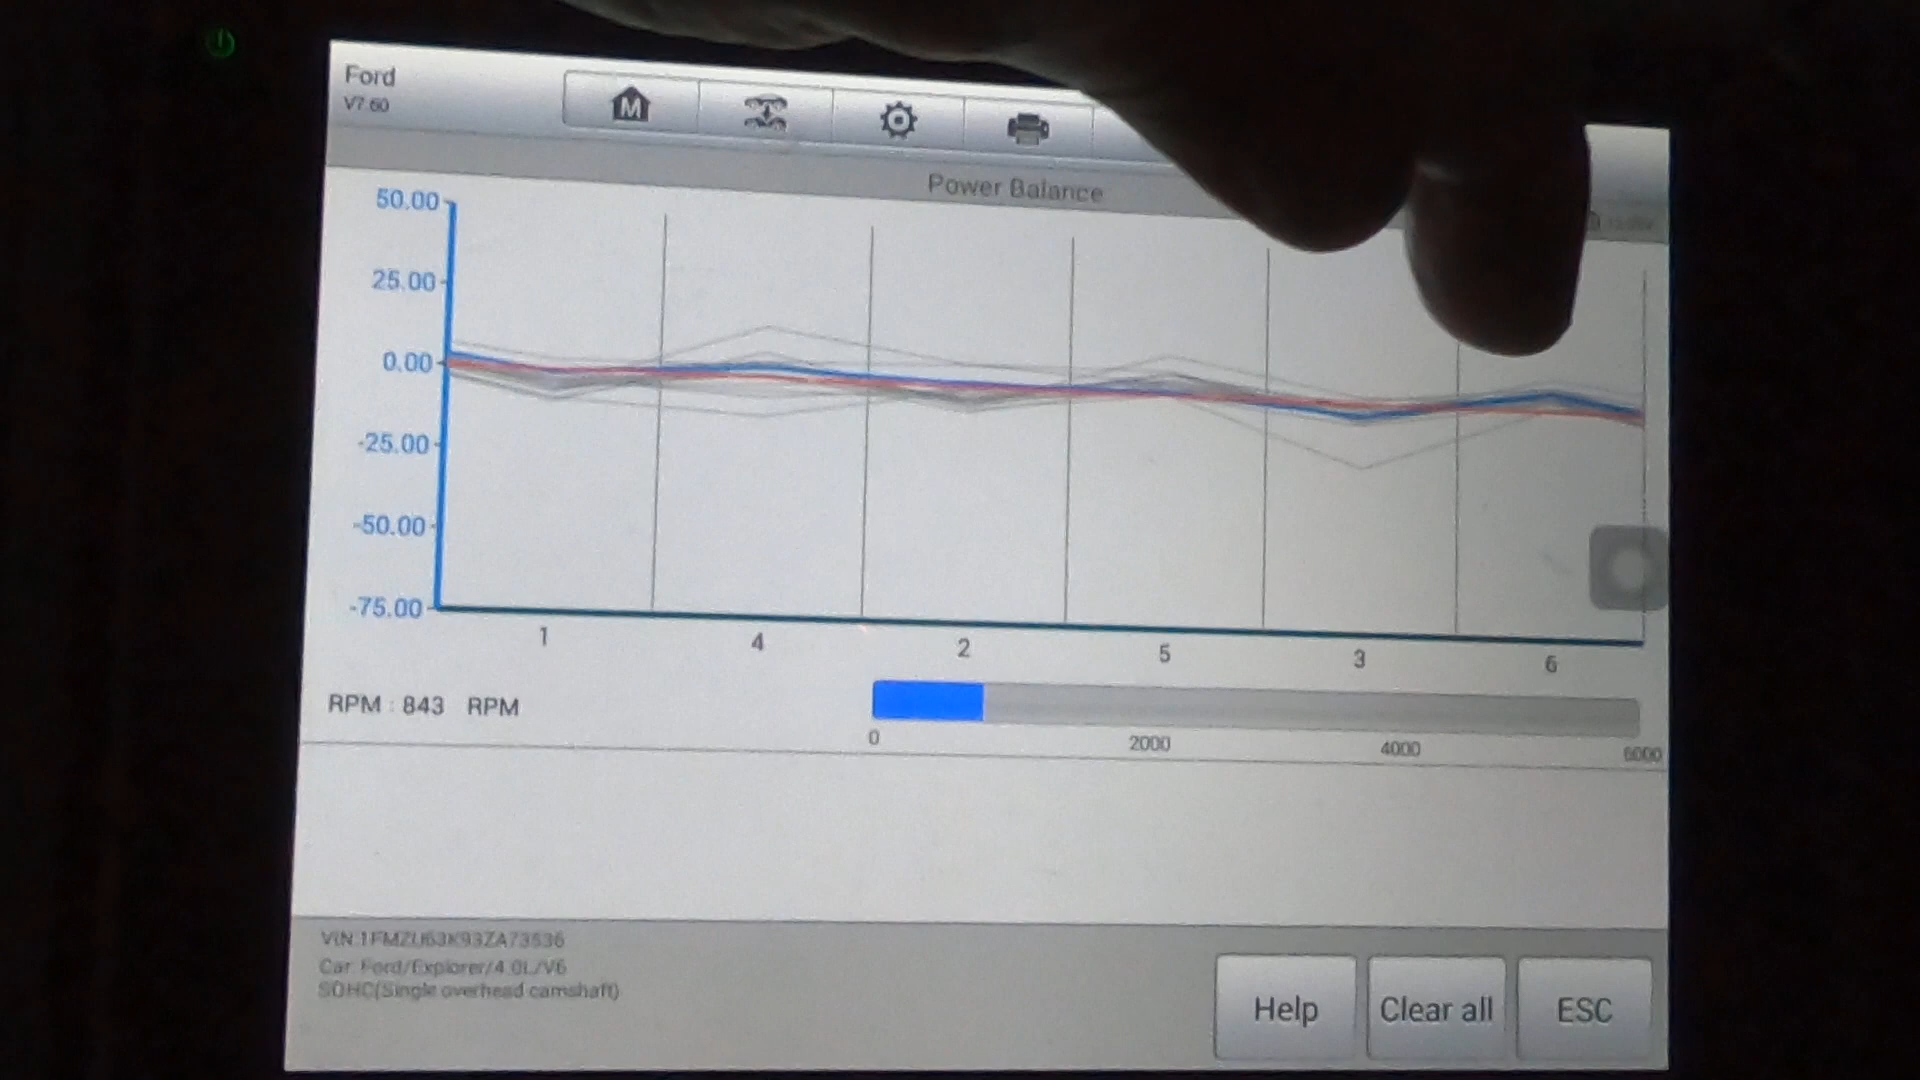 Ford
V7.60
M
Power Balance
50.00
25.00
0.00
-25.00
-50.00
-75.00
1 4 2 5 3 6
RPM : 843 RPM
0 2000 4000 6000
VIN:1FMZU63K93ZA73536
Car: Ford/Explorer/4.0L/V6
SOHC(Single overhead camshaft)
Help Clear all ESC